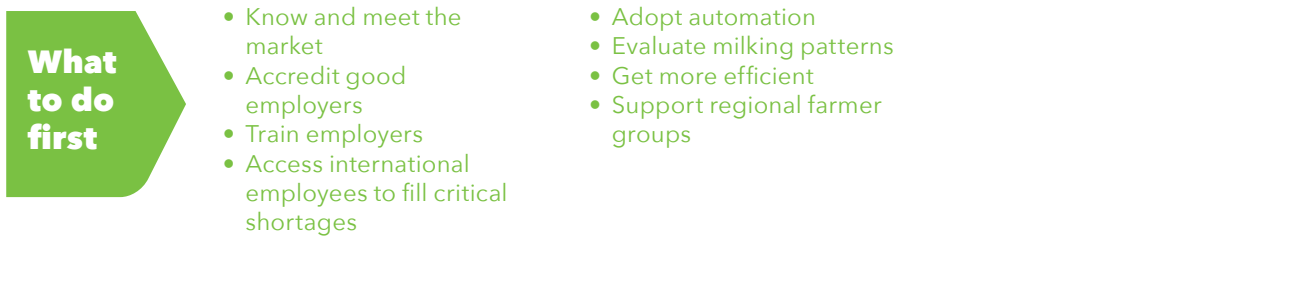 What
to do
first
• Know and meet the
market
• Accredit good
employers
• Train employers
• Access international
employees to fill critical
shortages
• Adopt automation
• Evaluate milking patterns
• Get more efficient
• Support regional farmer
groups